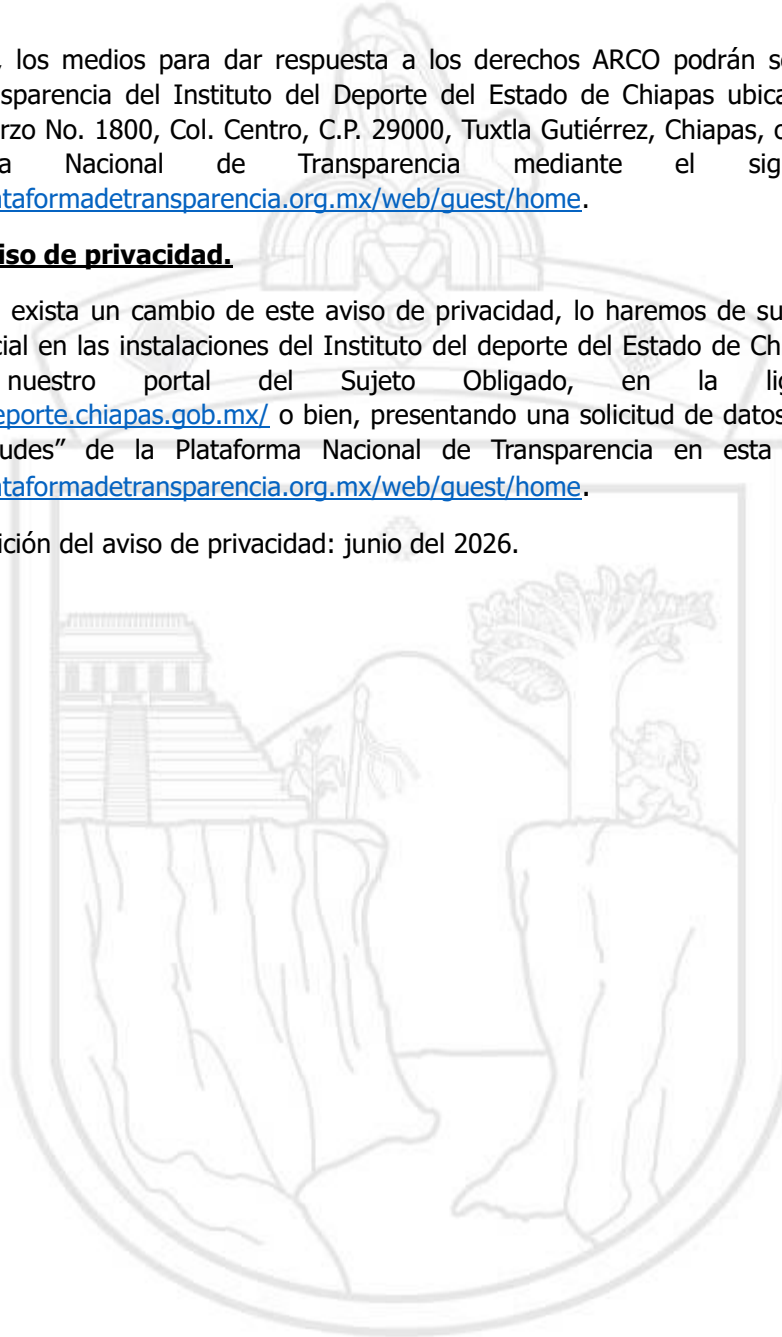 , los medios para dar respuesta a los derechos ARCO podrán s
sparencia del Instituto del Deporte del Estado de Chiapas ubica
rzo No. 1800, Col. Centro, C.P. 29000, Tuxtla Gutiérrez, Chiapas,
a Nacional de Transparencia mediante el sig
ataformadetransparencia.org.mx/web/guest/home.
iso de privacidad.
exista un cambio de este aviso de privacidad, lo haremos de su
cial en las instalaciones del Instituto del deporte del Estado de Ch
nuestro portal del Sujeto Obligado, en la lig
eporte.chiapas.gob.mx/ o bien, presentando una solicitud de datos
udes” de la Plataforma Nacional de Transparencia en esta
ataformadetransparencia.org.mx/web/guest/home.
ición del aviso de privacidad: junio del 2026.